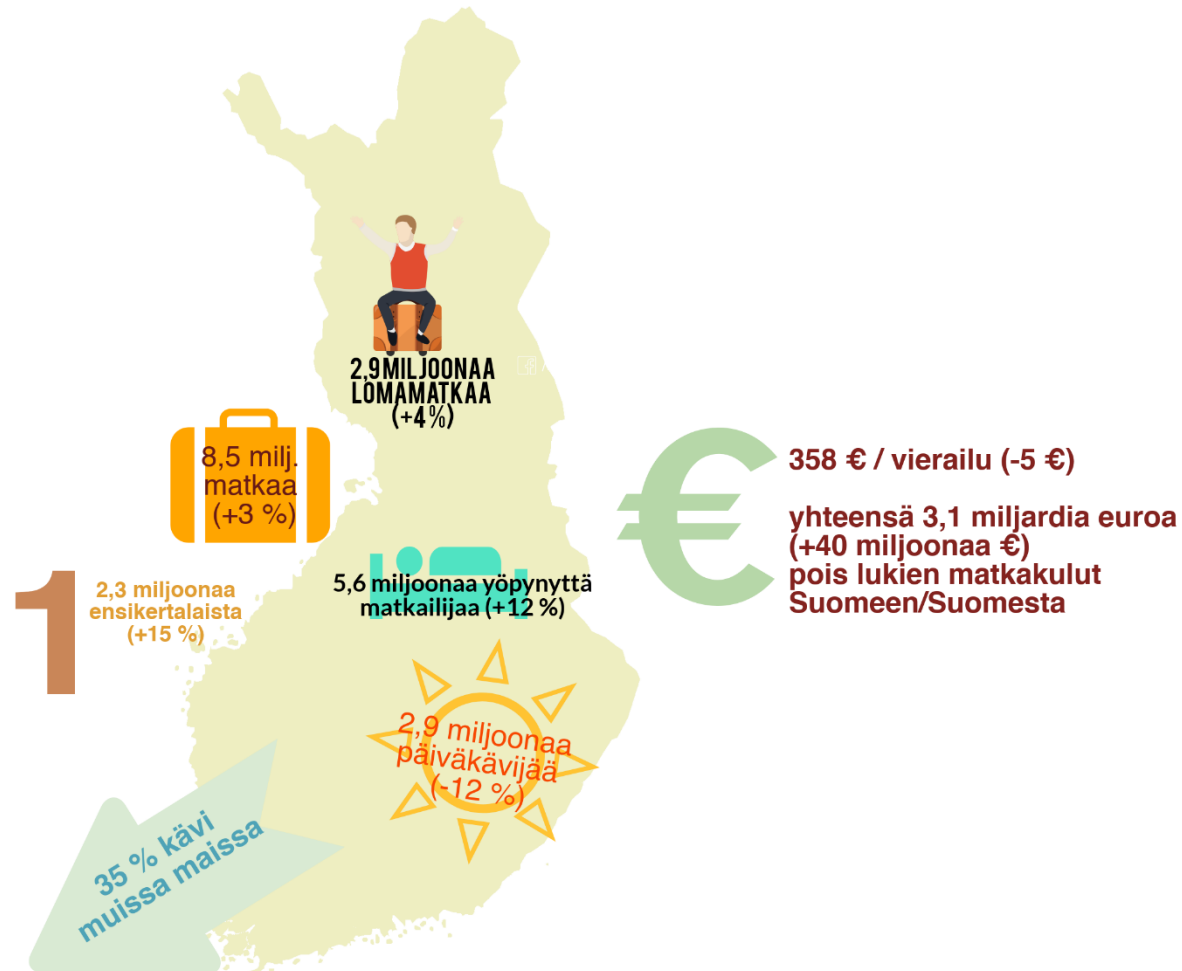 2,9 MILJOONAA
LOMAMATKAA
(+4%)
8,5 milj.
matkaa
(+3 %)
358 € / vierailu (-5 €)
yhteensä 3,1 miljardia euroa
(+40 miljoonaa €)
pois lukien matkakulut
Suomeen/Suomesta
1
2,3 miljoonaa
ensikertalaista
(+15 %)
5,6 miljoonaa yöpynyttä
matkailijaa (+12 %)
2,9 miljoonaa
päiväkävijää
(-12 %)
35 % kävi
muissa maissa